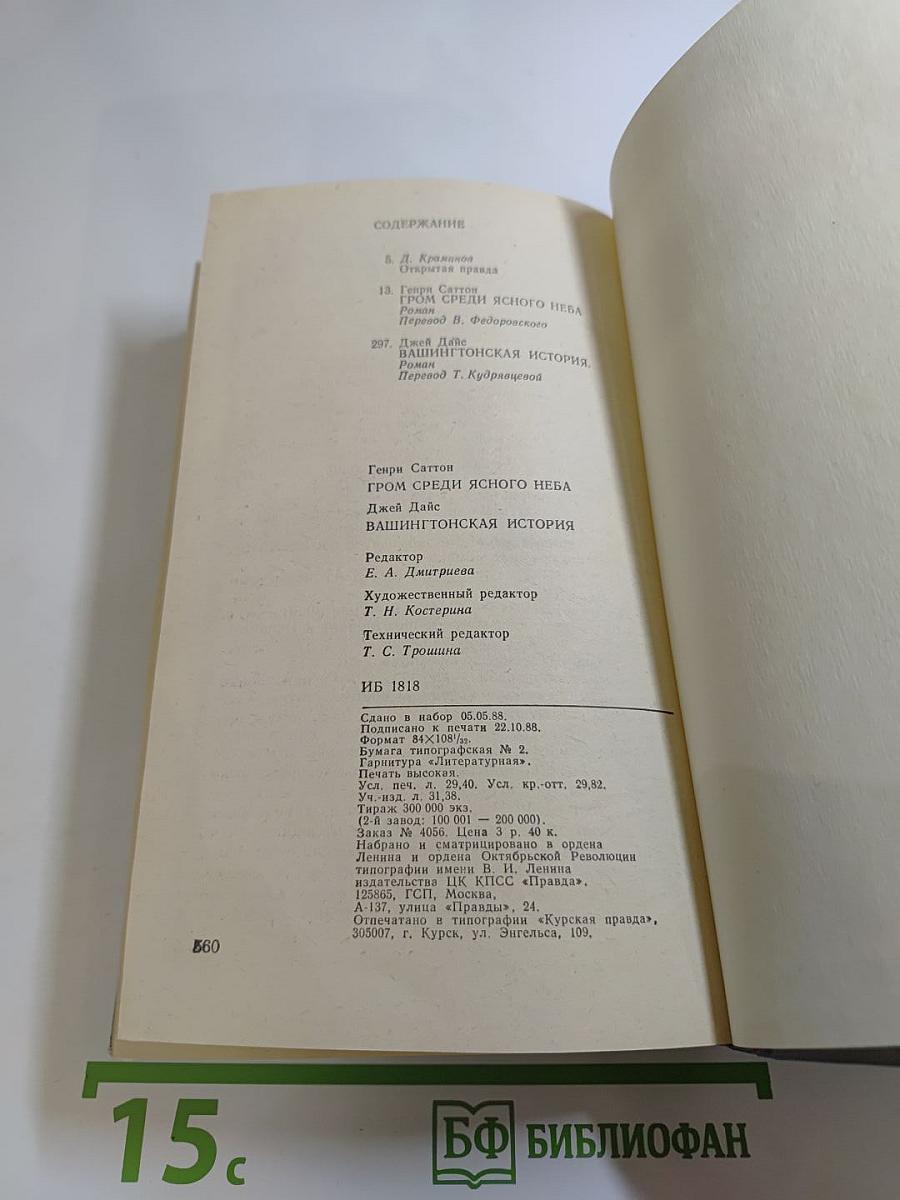 СОДЕРЖАНИЕ
5. Д. Краминов
Открытая правда
13. Генри Саттон
ГРОМ СРЕДИ ЯСНОГО НЕБА
Роман
Перевод В. Федоровского
297. Джей Дайс
ВАШИНГТОНСКАЯ ИСТОРИЯ.
Роман
Перевод Т. Кудрявцевой
Генри Саттон
ГРОМ СРЕДИ ЯСНОГО НЕБА
Джей Дайс
ВАШИНГТОНСКАЯ ИСТОРИЯ
Редактор
Е. А. Дмитриева
Художественный редактор
Т. Н. Костерина
Технический редактор
Т. С. Трошина
ИБ 1818
Сдано в набор 05.05.88.
Подписано к печати 22.10.88.
Формат 84×108¹/₃₂.
Бумага типографская № 2.
Гарнитура «Литературная».
Печать высокая.
Усл. печ. л. 29,40. Усл. кр.-отт. 29,82.
Уч.-изд. л. 31,38.
Тираж 300 000 экз.
(2-й завод: 100 001 — 200 000).
Заказ № 4056. Цена 3 р. 40 к.
Набрано и сматрицировано в ордена
Ленина и ордена Октябрьской Революции
типографии имени В. И. Ленина
издательства ЦК КПСС «Правда».
125865, ГСП, Москва,
А-137, улица «Правды», 24.
Отпечатано в типографии «Курская правда»,
305007, г. Курск, ул. Энгельса, 109.
560
15 с
БФ БИБЛИОФАН